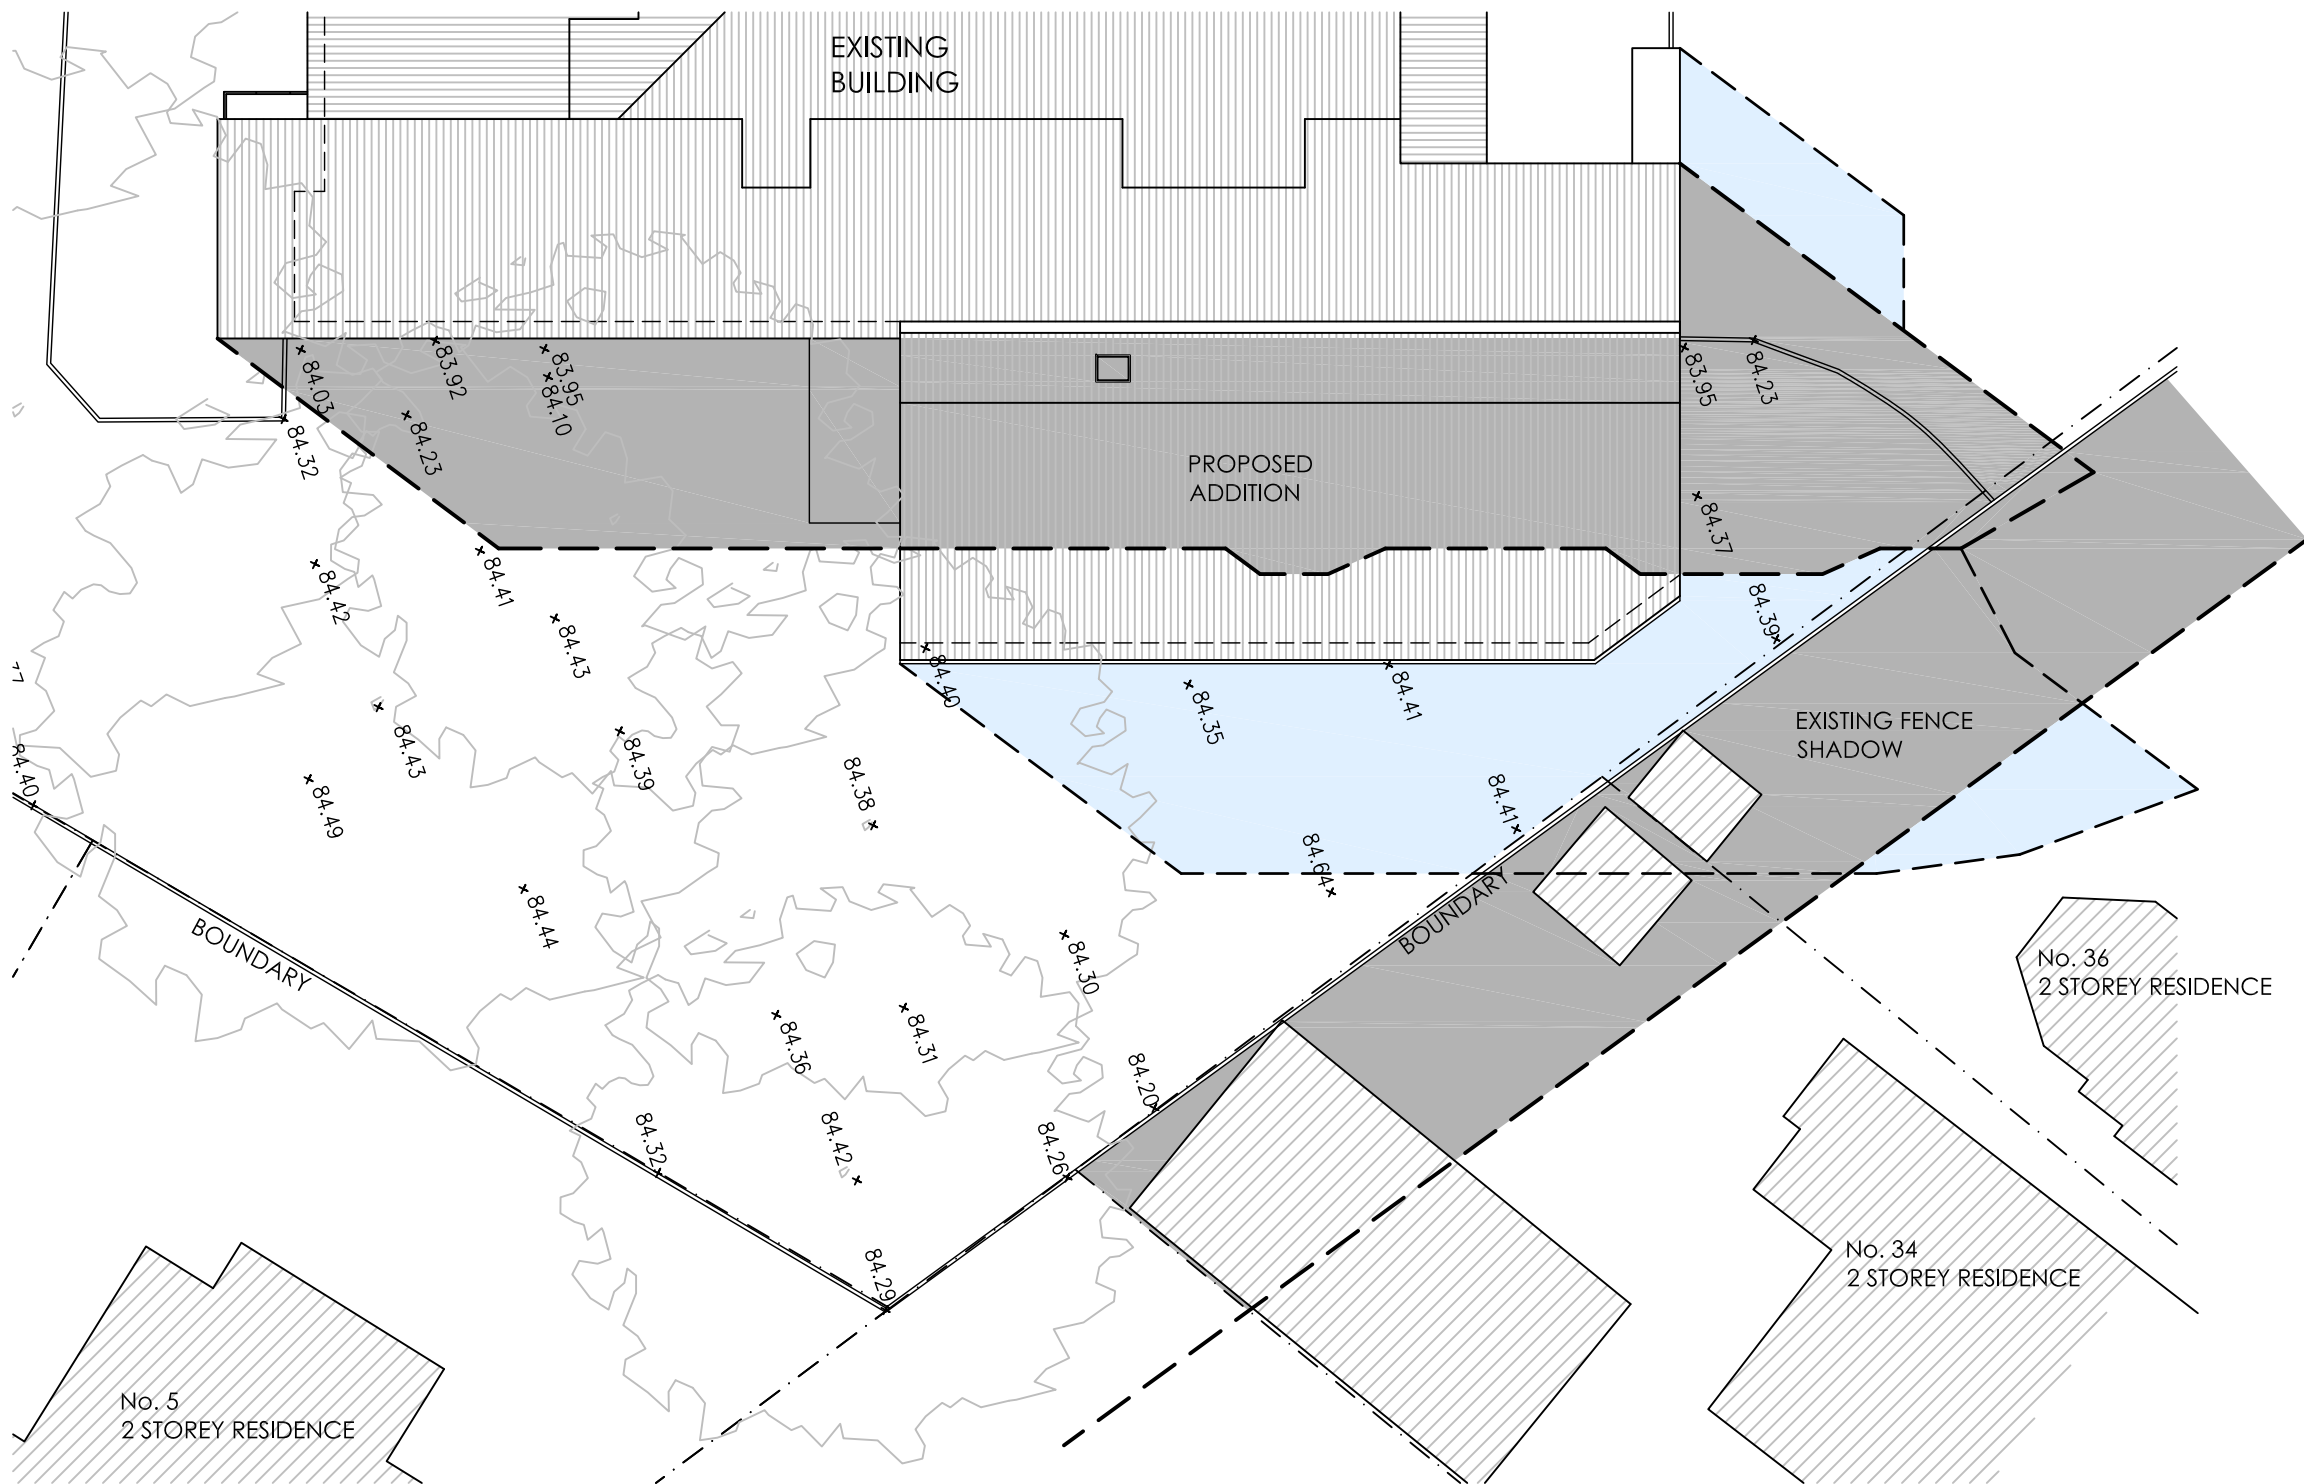 EXISTING
BUILDING
84.03
83.92
83.95
84.10
83.95
84.23
84.32
84.23
PROPOSED
ADDITION
84.37
84.42
84.41
84.43
84.39
77
84.40
84.35
84.41
84.43
84.39
EXISTING FENCE
SHADOW
84.40
84.49
84.38
84.41
84.64
84.44
BOUNDARY
BOUNDARY
84.30
No. 36
2 STOREY RESIDENCE
84.36
84.31
84.20
84.32
84.42
84.26
84.29
No. 34
2 STOREY RESIDENCE
No. 5
2 STOREY RESIDENCE